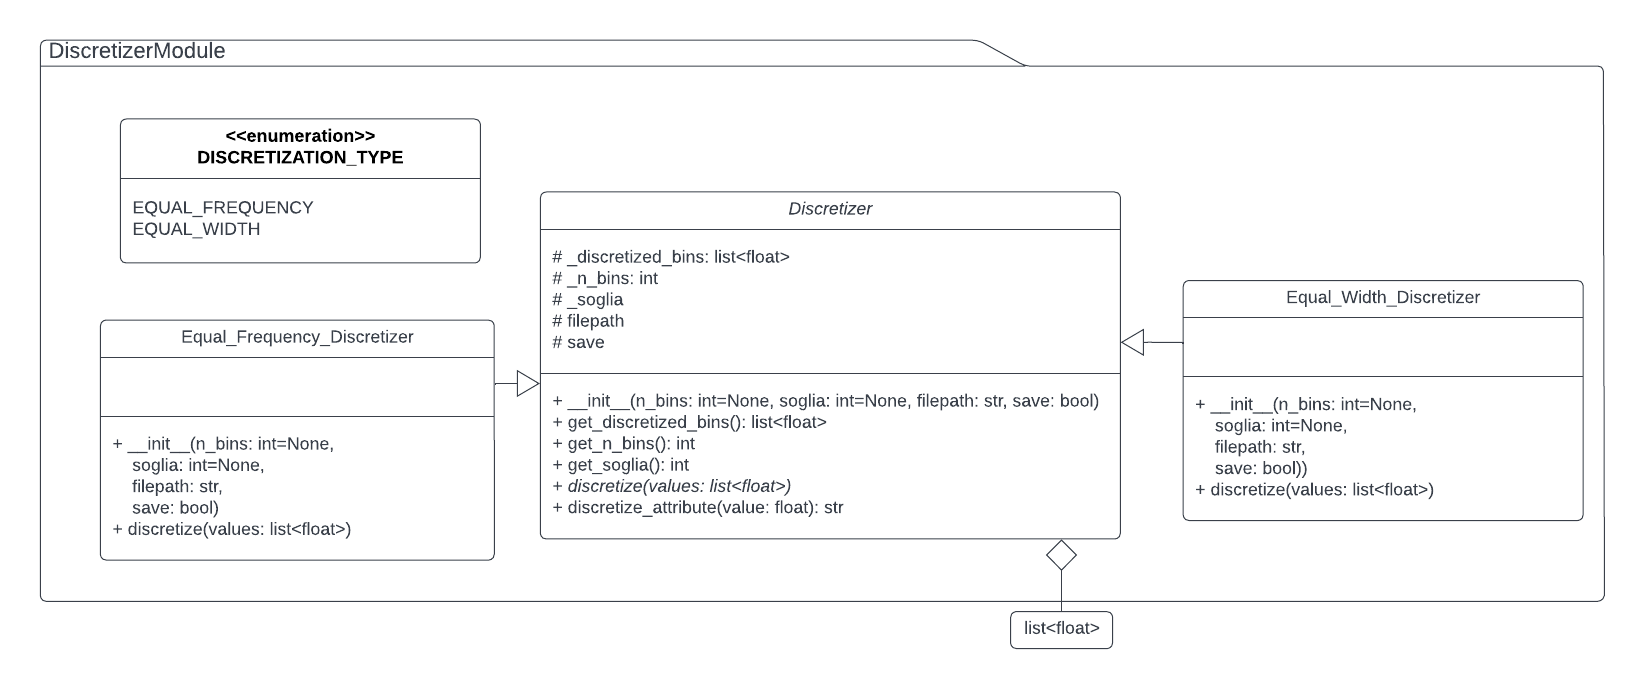 DiscretizerModule
<<enumeration>>
DISCRETIZATION_TYPE
EQUAL_FREQUENCY
EQUAL_WIDTH
Equal_Frequency_Discretizer
+ __init__(n_bins: int=None,
soglia: int=None,
filepath: str,
save: bool)
+ discretize(values: list<float>)
Discretizer
# _discretized_bins: list<float>
# _n_bins: int
# _soglia
# filepath
# save
+ __init__(n_bins: int=None, soglia: int=None, filepath: str, save: bool)
+ get_discretized_bins(): list<float>
+ get_n_bins(): int
+ get_soglia(): int
+ discretize(values: list<float>)
+ discretize_attribute(value: float): str
Equal_Width_Discretizer
+ __init__(n_bins: int=None,
soglia: int=None,
filepath: str,
save: bool))
+ discretize(values: list<float>)
list<float>